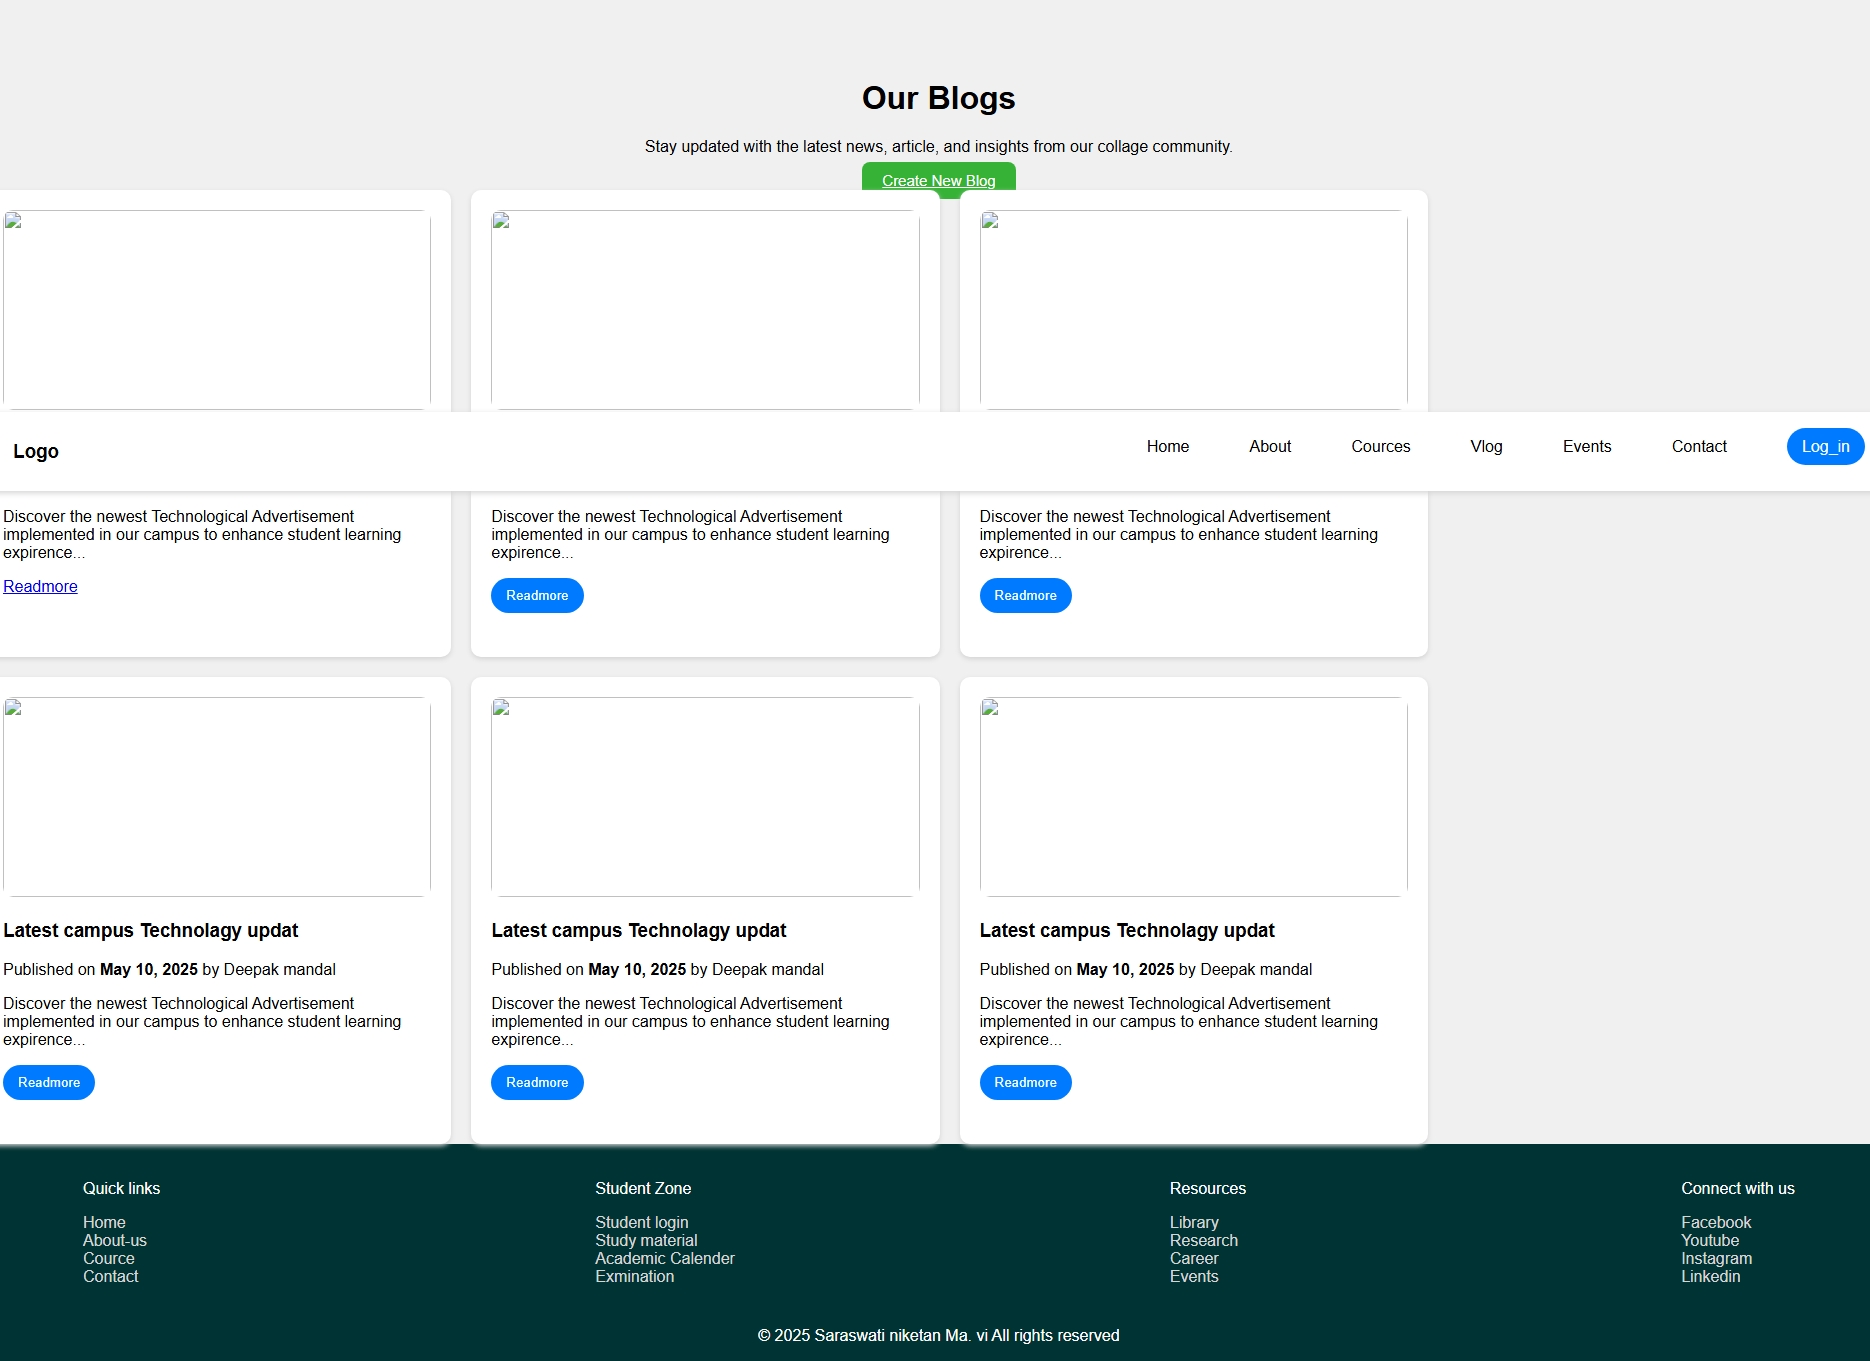 Our Blogs
Stay updated with the latest news, article, and insights from our collage community.
Create New Blog
Logo
Home
About
Cources
Vlog
Events
Contact
Log_in
Discover the newest Technological Advertisement
implemented in our campus to enhance student learning
expirence...
Readmore
Discover the newest Technological Advertisement
implemented in our campus to enhance student learning
expirence...
Readmore
Discover the newest Technological Advertisement
implemented in our campus to enhance student learning
expirence...
Readmore
Latest campus Technolagy updat
Published on May 10, 2025 by Deepak mandal
Discover the newest Technological Advertisement
implemented in our campus to enhance student learning
expirence...
Readmore
Latest campus Technolagy updat
Published on May 10, 2025 by Deepak mandal
Discover the newest Technological Advertisement
implemented in our campus to enhance student learning
expirence...
Readmore
Latest campus Technolagy updat
Published on May 10, 2025 by Deepak mandal
Discover the newest Technological Advertisement
implemented in our campus to enhance student learning
expirence...
Readmore
Quick links
Home
About-us
Cource
Contact
Student Zone
Student login
Study material
Academic Calender
Exmination
Resources
Library
Research
Career
Events
Connect with us
Facebook
Youtube
Instagram
Linkedin
© 2025 Saraswati niketan Ma. vi All rights reserved